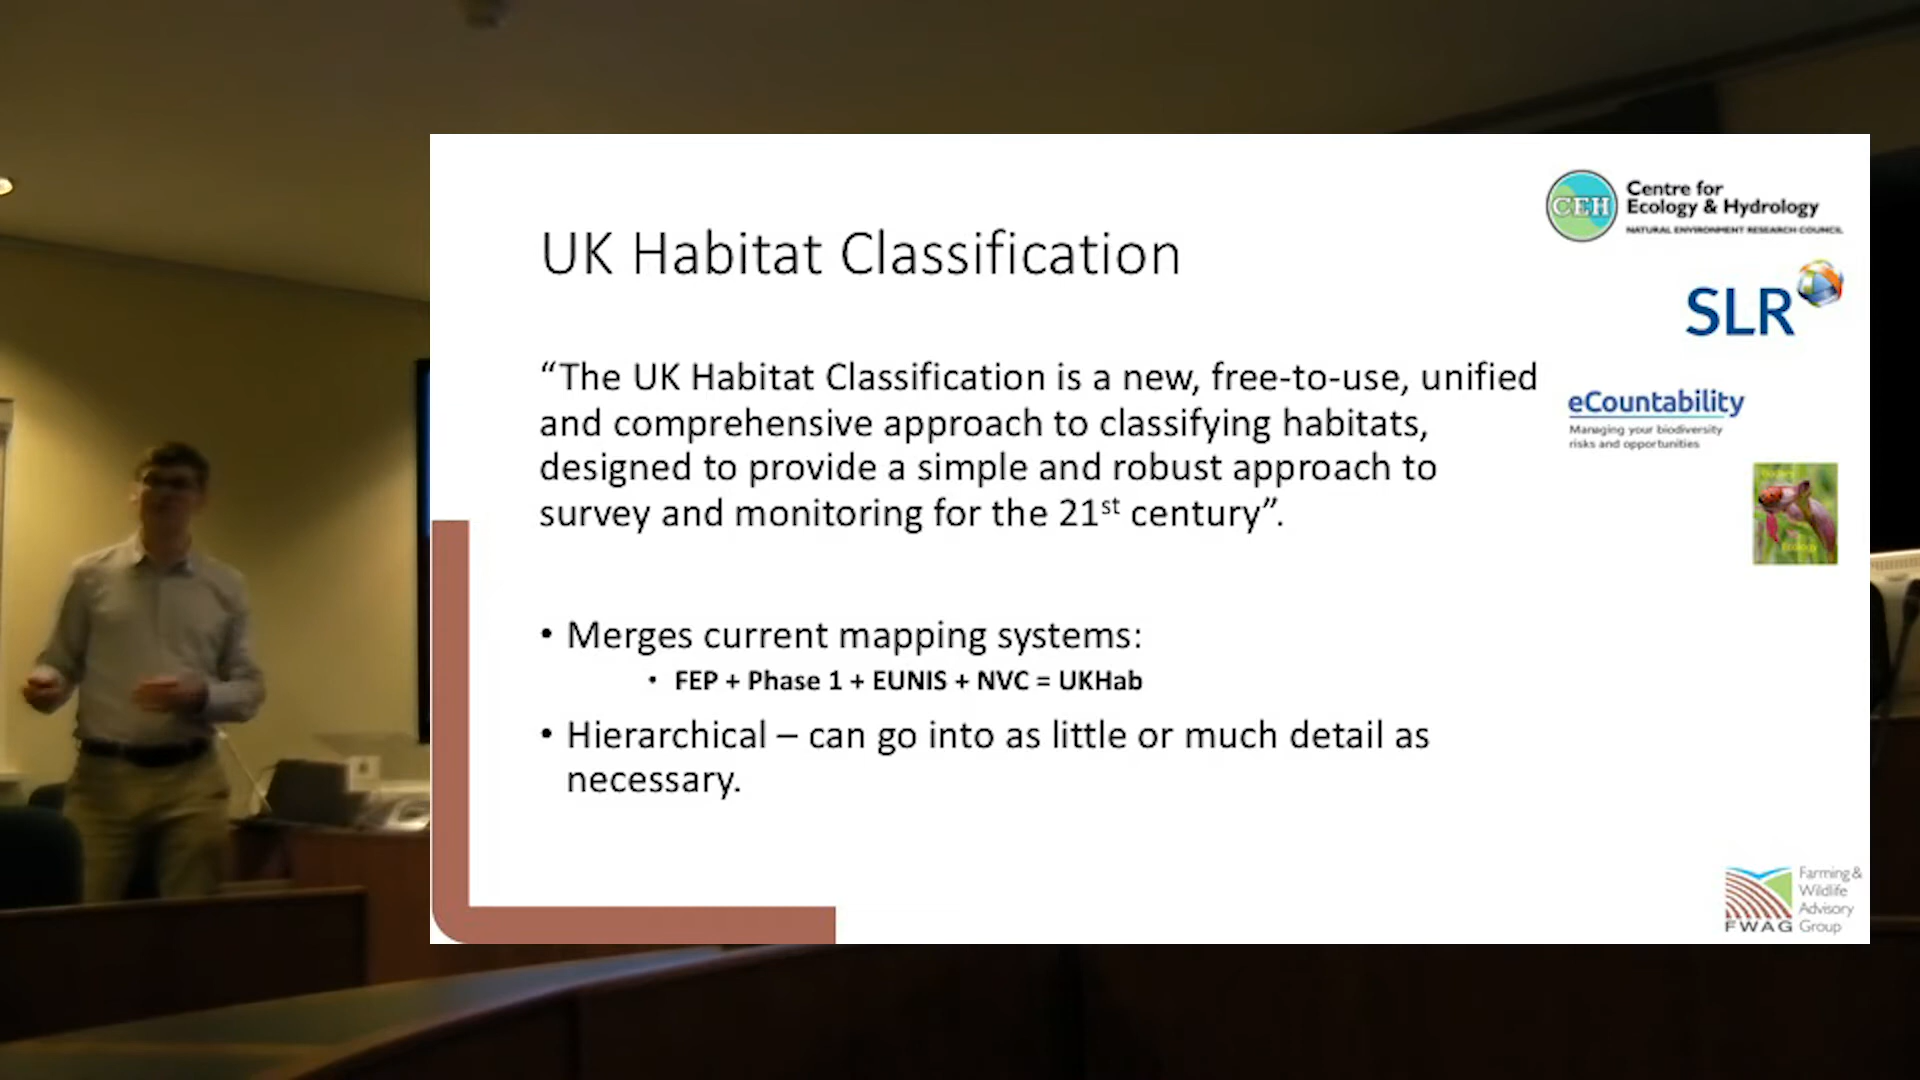 CEH
Centre for
Ecology & Hydrology
NATURAL ENVIRONMENT RESEARCH COUNCIL
SLR
UK Habitat Classification
“The UK Habitat Classification is a new, free-to-use, unified
and comprehensive approach to classifying habitats,
designed to provide a simple and robust approach to
survey and monitoring for the 21st century”.
eCountability
Managing your biodiversity
risks and opportunities
Ecology
• Merges current mapping systems:
• FEP + Phase 1 + EUNIS + NVC = UKHab
• Hierarchical – can go into as little or much detail as
necessary.
FWAG
Farming &
Wildlife
Advisory
Group